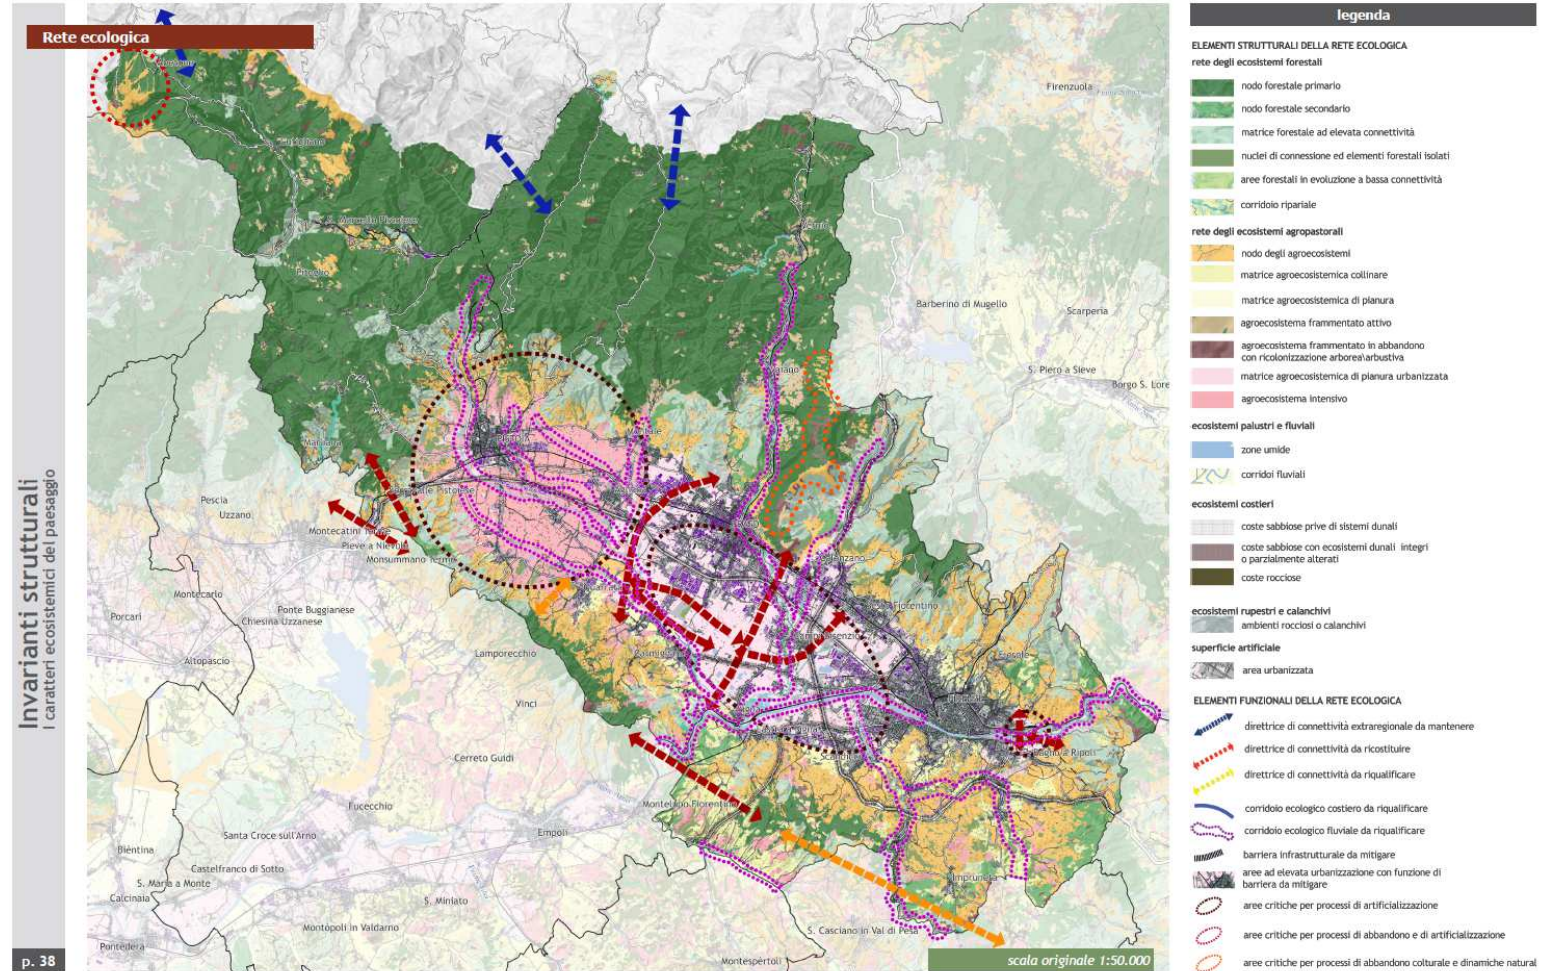 Rete ecologica
Invarianti strutturali
I caratteri ecosistemici del paesaggio
p. 38
Firenzuola
S. Marcello Pistoiese
Piteglio
Barberino di Mugello
Scarperia
S. Piero a Sieve
Borgo S. Lore
Pescia
Uzzano
Montecatini Terme
Pieve a Nievole
Monsummano Terme
Montecarlo
Porcari
Ponte Buggianese
Chiesina Uzzanese
Altopascio
Lamporecchio
Vinci
Cerreto Guidi
Fucecchio
Santa Croce sull'Arno
Empoli
Montelupo Fiorentino
Bientina
Castelfranco di Sotto
S. Maria a Monte
Calcinaia
S. Miniato
Montopoli in Valdarno
Pontedera
Impruneta
S. Casciano in Val di Pesa
Montespertoli
Bagno a Ripoli
Fiesole
scala originale 1:50.000
legenda
ELEMENTI STRUTTURALI DELLA RETE ECOLOGICA
rete degli ecosistemi forestali
nodo forestale primario
nodo forestale secondario
matrice forestale ad elevata connettività
nuclei di connessione ed elementi forestali isolati
aree forestali in evoluzione a bassa connettività
corridoio ripariale
rete degli ecosistemi agropastorali
nodo degli agroecosistemi
matrice agroecosistemica collinare
matrice agroecosistemica di pianura
agroecosistema frammentato attivo
agroecosistema frammentato in abbandono
con ricolonizzazione arborea\arbustiva
matrice agroecosistemica di pianura urbanizzata
agroecosistema intensivo
ecosistemi palustri e fluviali
zone umide
corridoi fluviali
ecosistemi costieri
coste sabbiose prive di sistemi dunali
coste sabbiose con ecosistemi dunali integri
o parzialmente alterati
coste rocciose
ecosistemi rupestri e calanchivi
ambienti rocciosi o calanchivi
superficie artificiale
area urbanizzata
ELEMENTI FUNZIONALI DELLA RETE ECOLOGICA
direttrice di connettività extraregionale da mantenere
direttrice di connettività da ricostituire
direttrice di connettività da riqualificare
corridoio ecologico costiero da riqualificare
corridoio ecologico fluviale da riqualificare
barriera infrastrutturale da mitigare
aree ad elevata urbanizzazione con funzione di
barriera da mitigare
aree critiche per processi di artificializzazione
aree critiche per processi di abbandono e di artificializzazione
aree critiche per processi di abbandono colturale e dinamiche natural